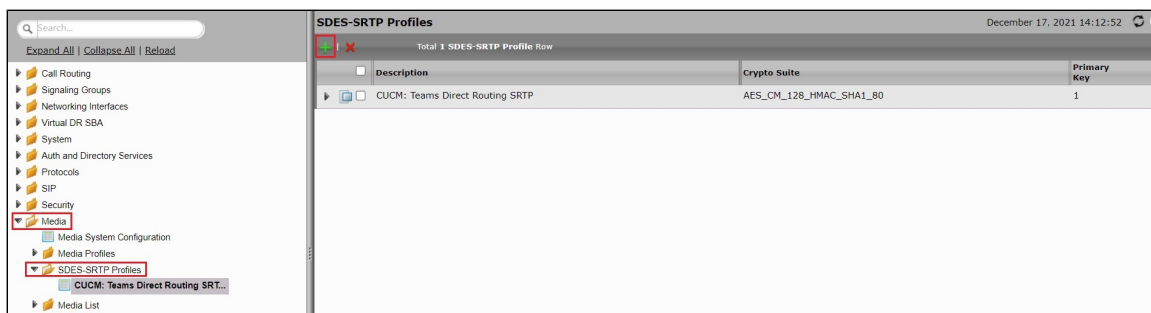 Search...
Expand All | Collapse All | Reload
Call Routing
Signaling Groups
Networking Interfaces
Virtual DR SBA
System
Auth and Directory Services
Protocols
SIP
Security
Media
Media System Configuration
Media Profiles
SDES-SRTP Profiles
CUCM: Teams Direct Routing SRT...
Media List
SDES-SRTP Profiles
December 17, 2021 14:12:52
Total 1 SDES-SRTP Profile Row
Description
Crypto Suite
Primary
Key
CUCM: Teams Direct Routing SRTP
AES_CM_128_HMAC_SHA1_80
1